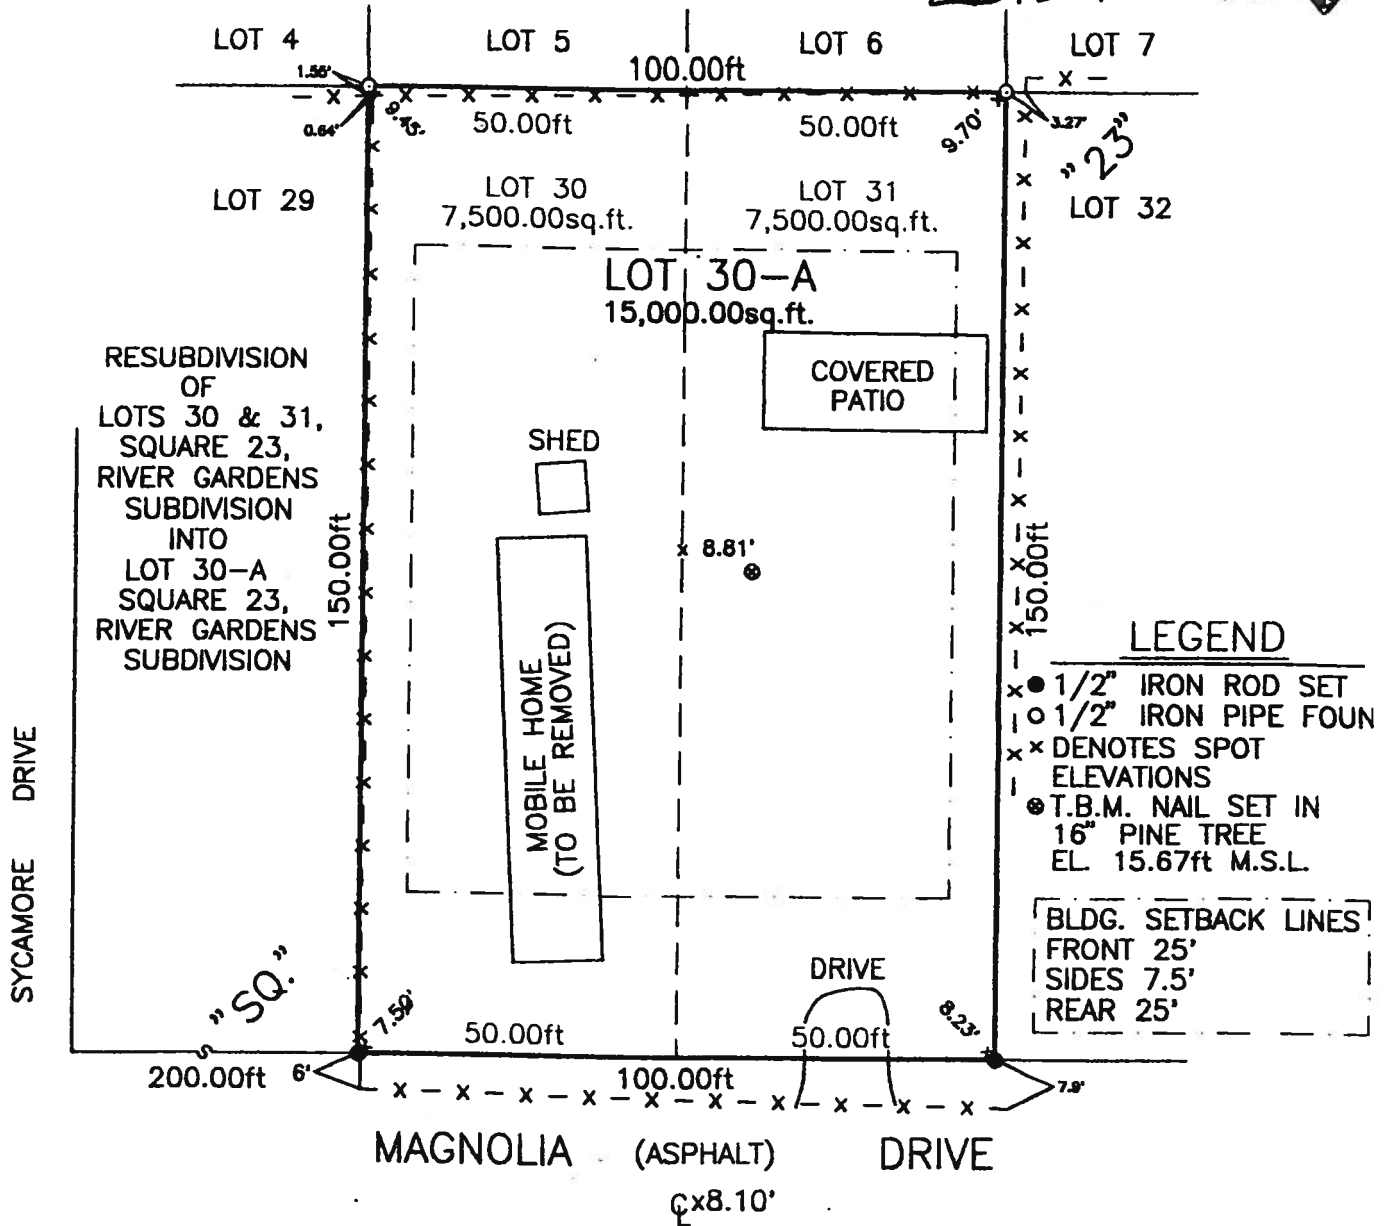 LOT 4
LOT 5
LOT 6
LOT 7
1.55'
100.00ft
0.64'
9.45'
50.00ft
50.00ft
9.70'
3.27'
"23"
LOT 29
LOT 30
7,500.00sq.ft.
LOT 31
7,500.00sq.ft.
LOT 32
LOT 30-A
15,000.00sq.ft.
RESUBDIVISION
OF
LOTS 30 & 31,
SQUARE 23,
RIVER GARDENS
SUBDIVISION
INTO
LOT 30-A
SQUARE 23,
RIVER GARDENS
SUBDIVISION
COVERED
PATIO
SHED
8.81'
150.00ft
150.00ft
MOBILE HOME
(TO BE REMOVED)
LEGEND
1/2" IRON ROD SET
1/2" IRON PIPE FOUN
x DENOTES SPOT
ELEVATIONS
T.B.M. NAIL SET IN
16" PINE TREE
EL. 15.67ft M.S.L.
BLDG. SETBACK LINES
FRONT 25'
SIDES 7.5'
REAR 25'
SYCAMORE DRIVE
"SQ."
7.50'
50.00ft
DRIVE
50.00ft
8.23'
200.00ft
6'
100.00ft
7.9'
MAGNOLIA (ASPHALT) DRIVE
℄x8.10'